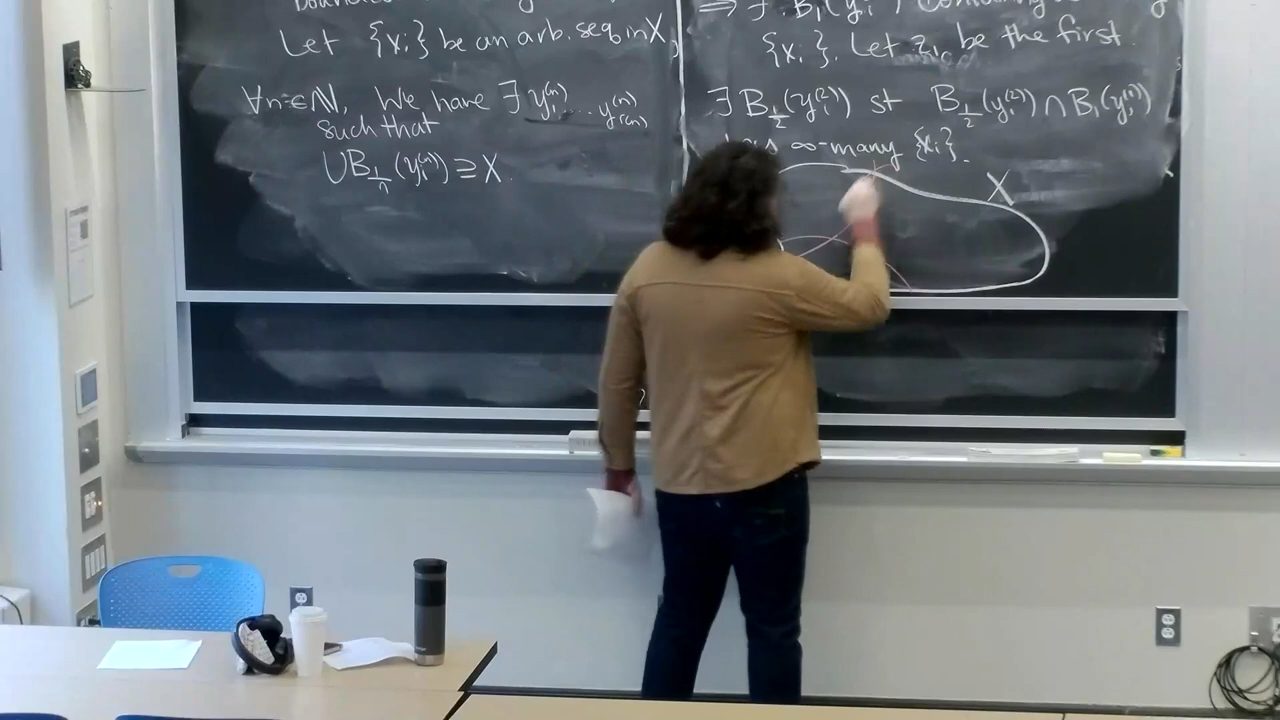 Let {xᵢ} be an arb. seq in X,
∀n∈ℕ, We have ∃ y₁⁽ⁿ⁾ ... y_{r(n)}⁽ⁿ⁾
such that
∪B_{1/n}(yᵢ⁽ⁿ⁾) ⊇ X.
{xᵢ}. Let be the first.
∃ B_{1/2}(yᵢ⁽²⁾) st B_{1/2}(yᵢ⁽²⁾) ∩ B₁(yᵢ⁽¹⁾)
∞-many {xᵢ}.
X